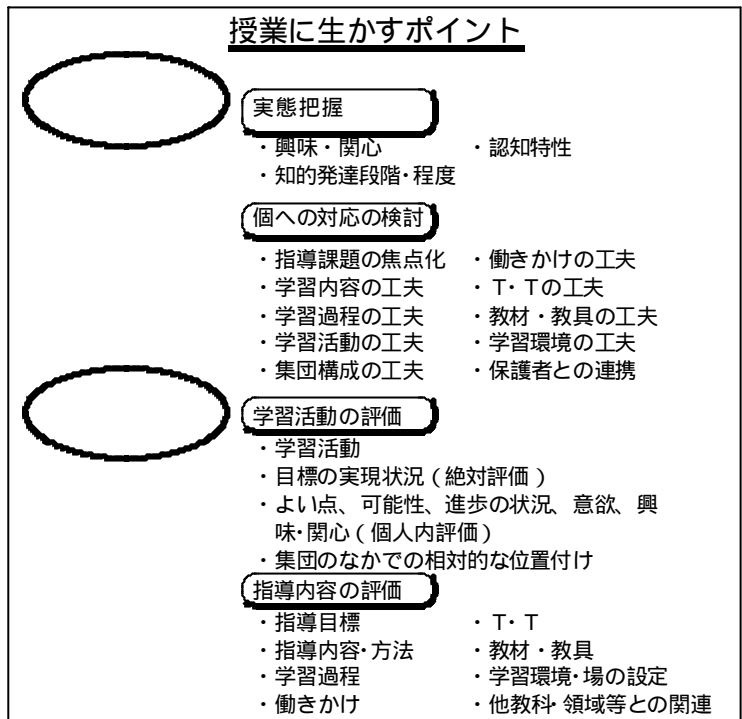 授業に生かすポイント
実態把握
・興味・関心 ・認知特性
・知的発達段階・程度
個への対応の検討
・指導課題の焦点化 ・働きかけの工夫
・学習内容の工夫 ・T・Tの工夫
・学習過程の工夫 ・教材・教具の工夫
・学習活動の工夫 ・学習環境の工夫
・集団構成の工夫 ・保護者との連携
学習活動の評価
・学習活動
・目標の実現状況（絶対評価）
・よい点、可能性、進歩の状況、意欲、興
味・関心（個人内評価）
・集団のなかでの相対的な位置付け
指導内容の評価
・指導目標 ・T・T
・指導内容・方法 ・教材・教具
・学習過程 ・学習環境・場の設定
・働きかけ ・他教科・領域等との関連